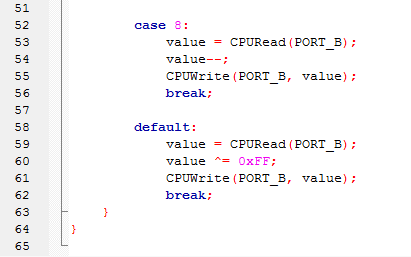 51
52 case 8:
53 value = CPURead(PORT_B);
54 value--;
55 CPUWrite(PORT_B, value);
56 break;
57
58 default:
59 value = CPURead(PORT_B);
60 value ^= 0xFF;
61 CPUWrite(PORT_B, value);
62 break;
63 }
64 }
65